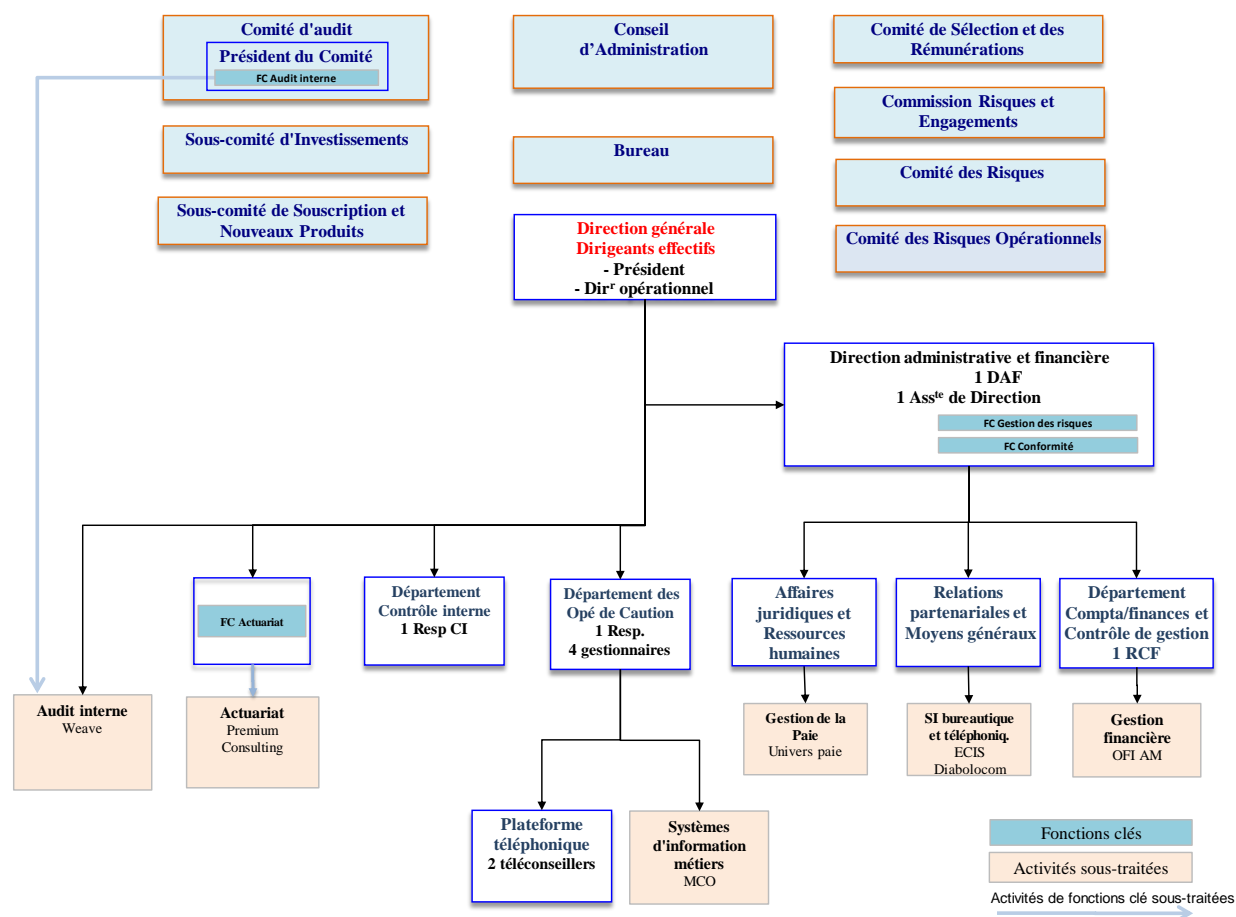 Comité d'audit
Président du Comité
FC Audit interne
Conseil
d’Administration
Comité de Sélection et des
Rémunérations
Commission Risques et
Engagements
Sous-comité d'Investissements
Bureau
Comité des Risques
Sous-comité de Souscription et
Nouveaux Produits
Direction générale
Dirigeants effectifs
- Président
- Dirʳ opérationnel
Comité des Risques Opérationnels
Direction administrative et financière
1 DAF
1 Assᵗᵉ de Direction
FC Gestion des risques
FC Conformité
FC Actuariat
Département
Contrôle interne
1 Resp CI
Département des
Opé de Caution
1 Resp.
4 gestionnaires
Affaires
juridiques et
Ressources
humaines
Relations
partenariales et
Moyens généraux
Département
Compta/finances et
Contrôle de gestion
1 RCF
Audit interne
Weave
Actuariat
Premium
Consulting
Gestion de la
Paie
Univers paie
SI bureautique
et téléphoniq.
ECIS
Diabolocom
Gestion
financière
OFI AM
Plateforme
téléphonique
2 téléconseillers
Systèmes
d'information
métiers
MCO
Fonctions clés
Activités sous-traitées
Activités de fonctions clé sous-traitées